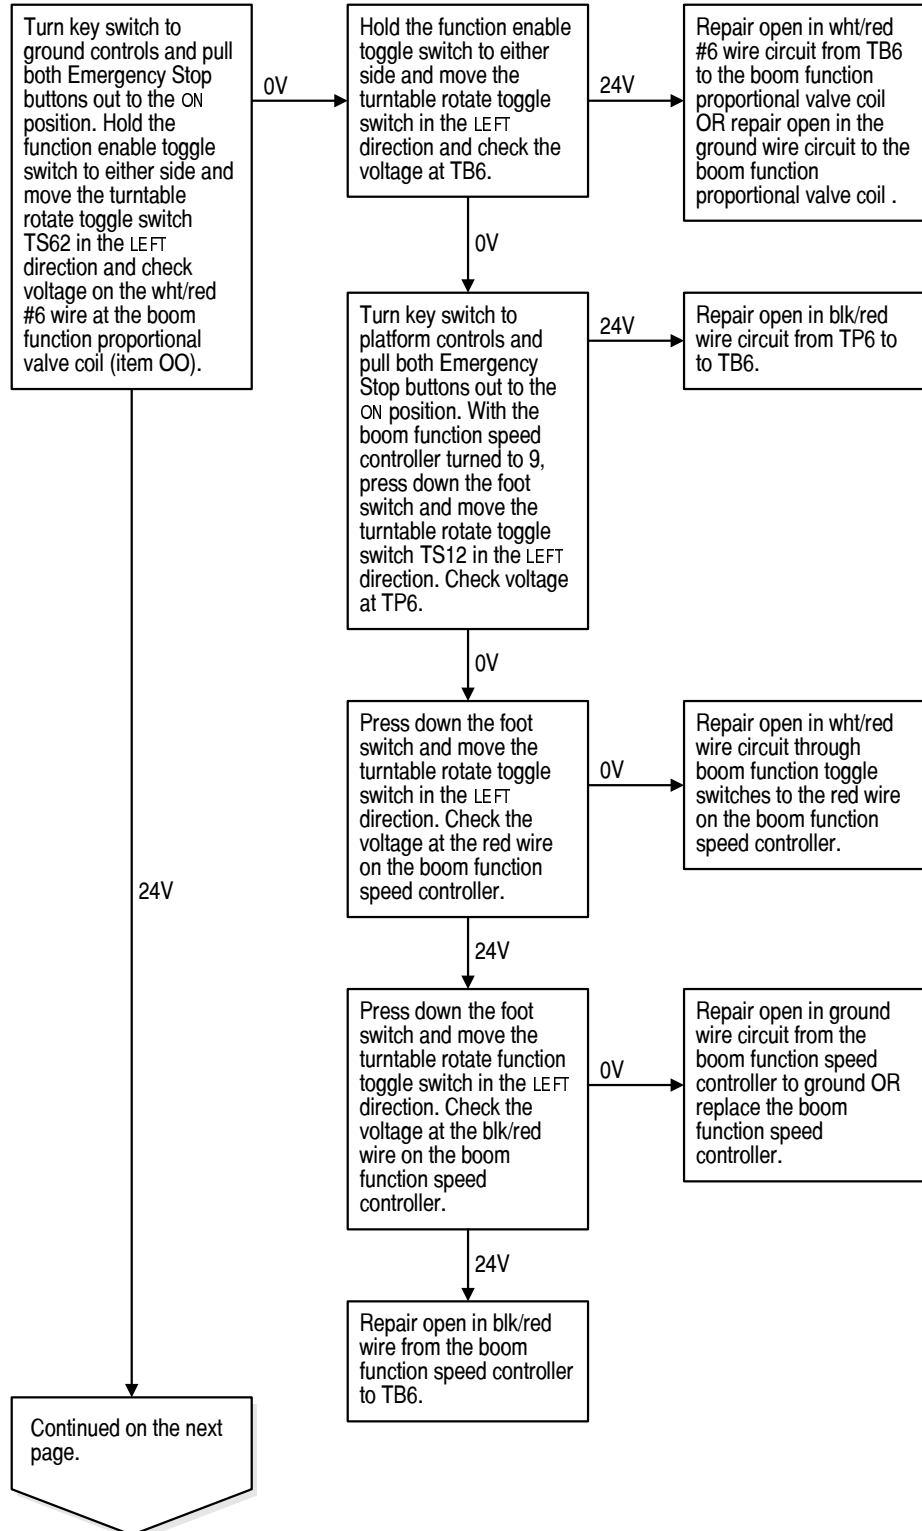 Turn key switch to
ground controls and pull
both Emergency Stop
buttons out to the ON
position. Hold the
function enable toggle
switch to either side and
move the turntable
rotate toggle switch
TS62 in the LEFT
direction and check
voltage on the wht/red
#6 wire at the boom
function proportional
valve coil (item OO).
0V
Hold the function enable
toggle switch to either
side and move the
turntable rotate toggle
switch in the LEFT
direction and check the
voltage at TB6.
24V
Repair open in wht/red
#6 wire circuit from TB6
to the boom function
proportional valve coil
OR repair open in the
ground wire circuit to the
boom function
proportional valve coil .
0V
Turn key switch to
platform controls and
pull both Emergency
Stop buttons out to the
ON position. With the
boom function speed
controller turned to 9,
press down the foot
switch and move the
turntable rotate toggle
switch TS12 in the LEFT
direction. Check voltage
at TP6.
24V
Repair open in blk/red
wire circuit from TP6 to
to TB6.
0V
Press down the foot
switch and move the
turntable rotate toggle
switch in the LEFT
direction. Check the
voltage at the red wire
on the boom function
speed controller.
0V
Repair open in wht/red
wire circuit through
boom function toggle
switches to the red wire
on the boom function
speed controller.
24V
24V
Press down the foot
switch and move the
turntable rotate function
toggle switch in the LEFT
direction. Check the
voltage at the blk/red
wire on the boom
function speed
controller.
0V
Repair open in ground
wire circuit from the
boom function speed
controller to ground OR
replace the boom
function speed
controller.
24V
Repair open in blk/red
wire from the boom
function speed controller
to TB6.
Continued on the next
page.